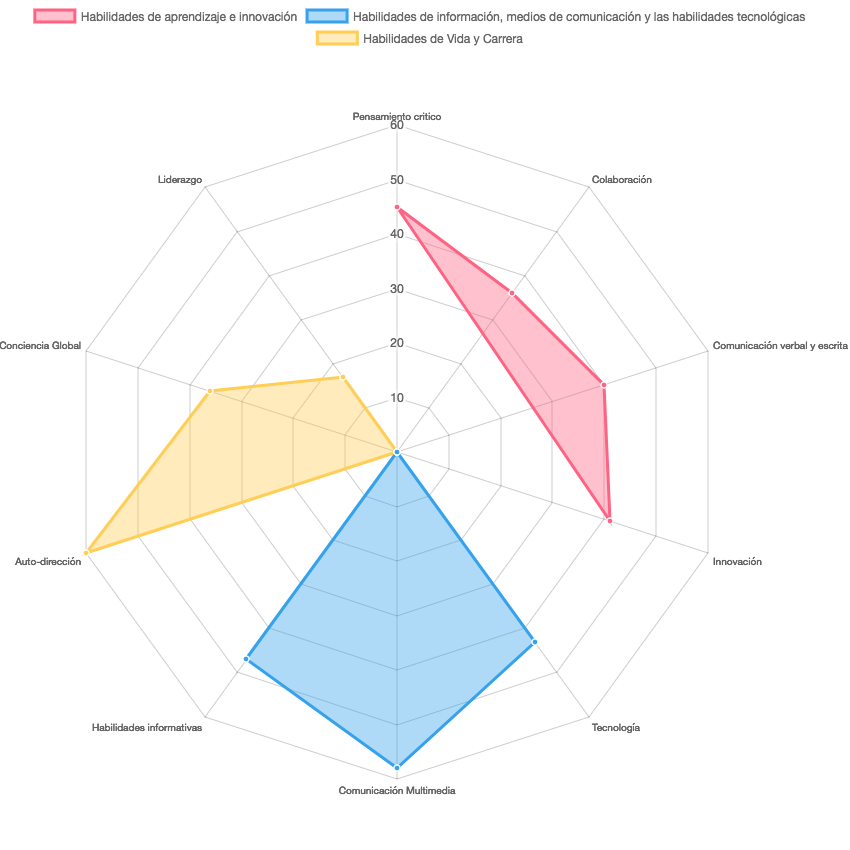 Habilidades de aprendizaje e innovación
Habilidades de información, medios de comunicación y las habilidades tecnológicas
Habilidades de Vida y Carrera
Pensamiento critico
60
Liderazgo
Colaboración
50
40
30
20
Conciencia Global
Comunicación verbal y escrita
10
Auto-dirección
Innovación
Habilidades informativas
Tecnología
Comunicación Multimedia